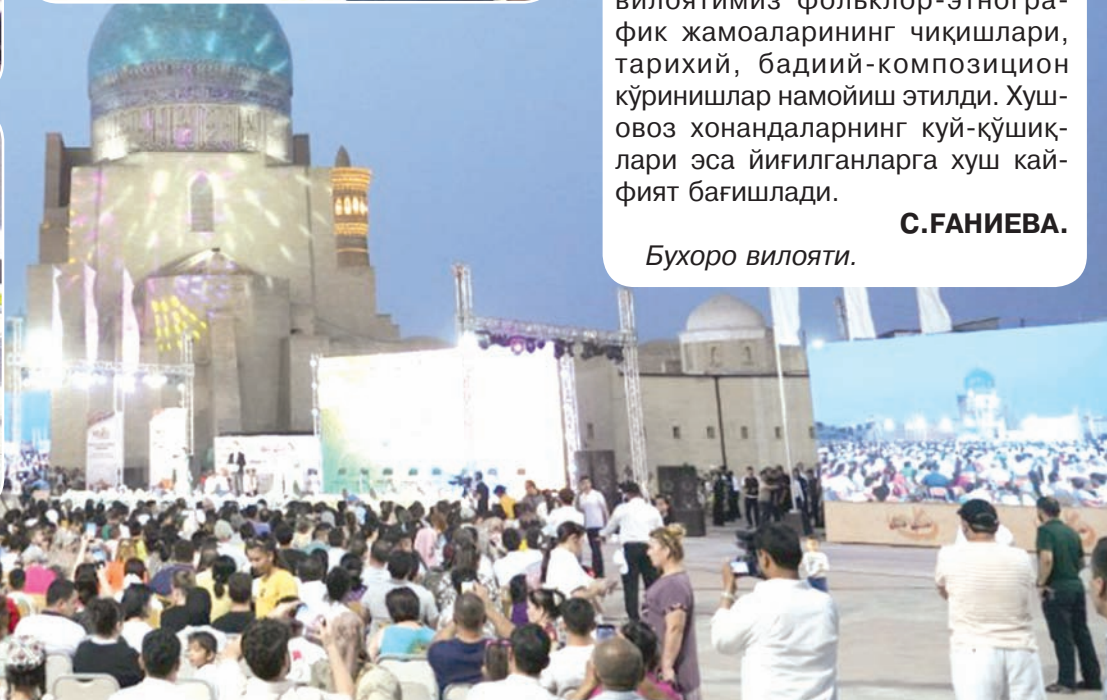 вилоятимиз фольклор-этногра-
фик жамоаларининг чиқишлари,
тарихий, бадиий-композицион
кўринишлар намойиш этилди. Хуш-
овоз хонандаларнинг куй-қўшиқ-
лари эса йиғилганларга хуш кай-
фият бағишлади.
С.ҒАНИЕВА.
Бухоро вилояти.